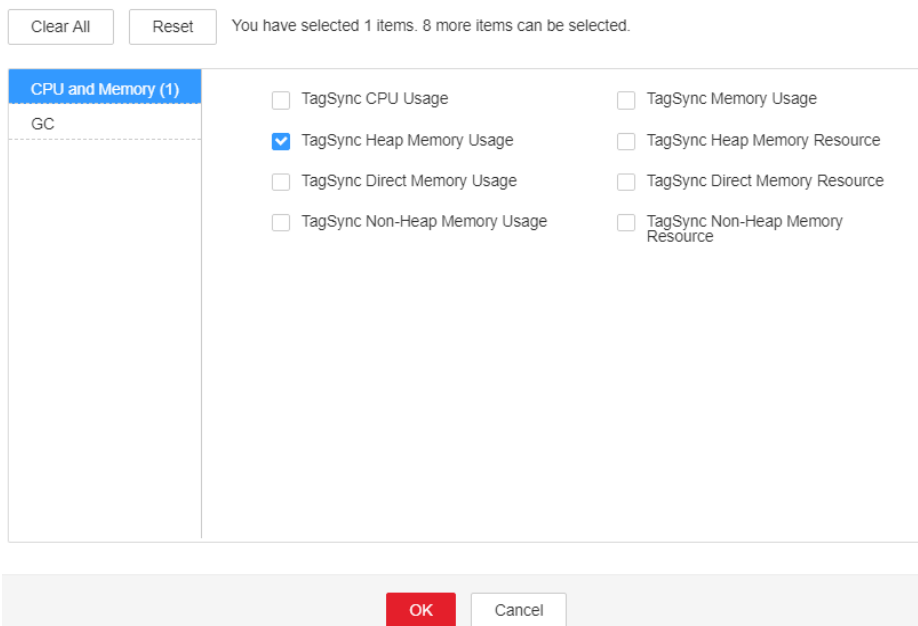 Clear All Reset You have selected 1 items. 8 more items can be selected.
CPU and Memory (1)
GC
TagSync CPU Usage TagSync Memory Usage
TagSync Heap Memory Usage TagSync Heap Memory Resource
TagSync Direct Memory Usage TagSync Direct Memory Resource
TagSync Non-Heap Memory Usage TagSync Non-Heap Memory
Resource
OK Cancel